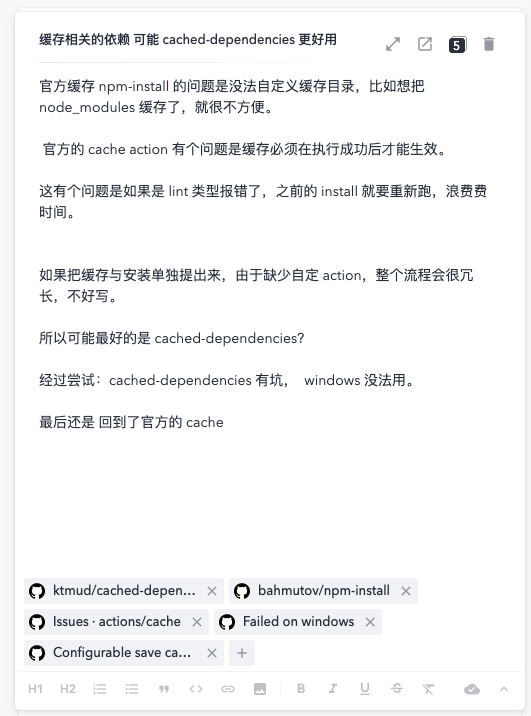 缓存相关的依赖 可能 cached-dependencies 更好用
5
官方缓存 npm-install 的问题是没法自定义缓存目录，比如想把
node_modules 缓存了，就很不方便。
官方的 cache action 有个问题是缓存必须在执行成功后才能生效。
这有个问题是如果是 lint 类型报错了，之前的 install 就要重新跑，浪费费
时间。
如果把缓存与安装单独提出来，由于缺少自定 action，整个流程会很冗
长，不好写。
所以可能最好的是 cached-dependencies?
经过尝试：cached-dependencies 有坑， windows 没法用。
最后还是 回到了官方的 cache
ktmud/cached-depen...
bahmutov/npm-install
Issues · actions/cache
Failed on windows
Configurable save ca...
H1 H2 B I U S